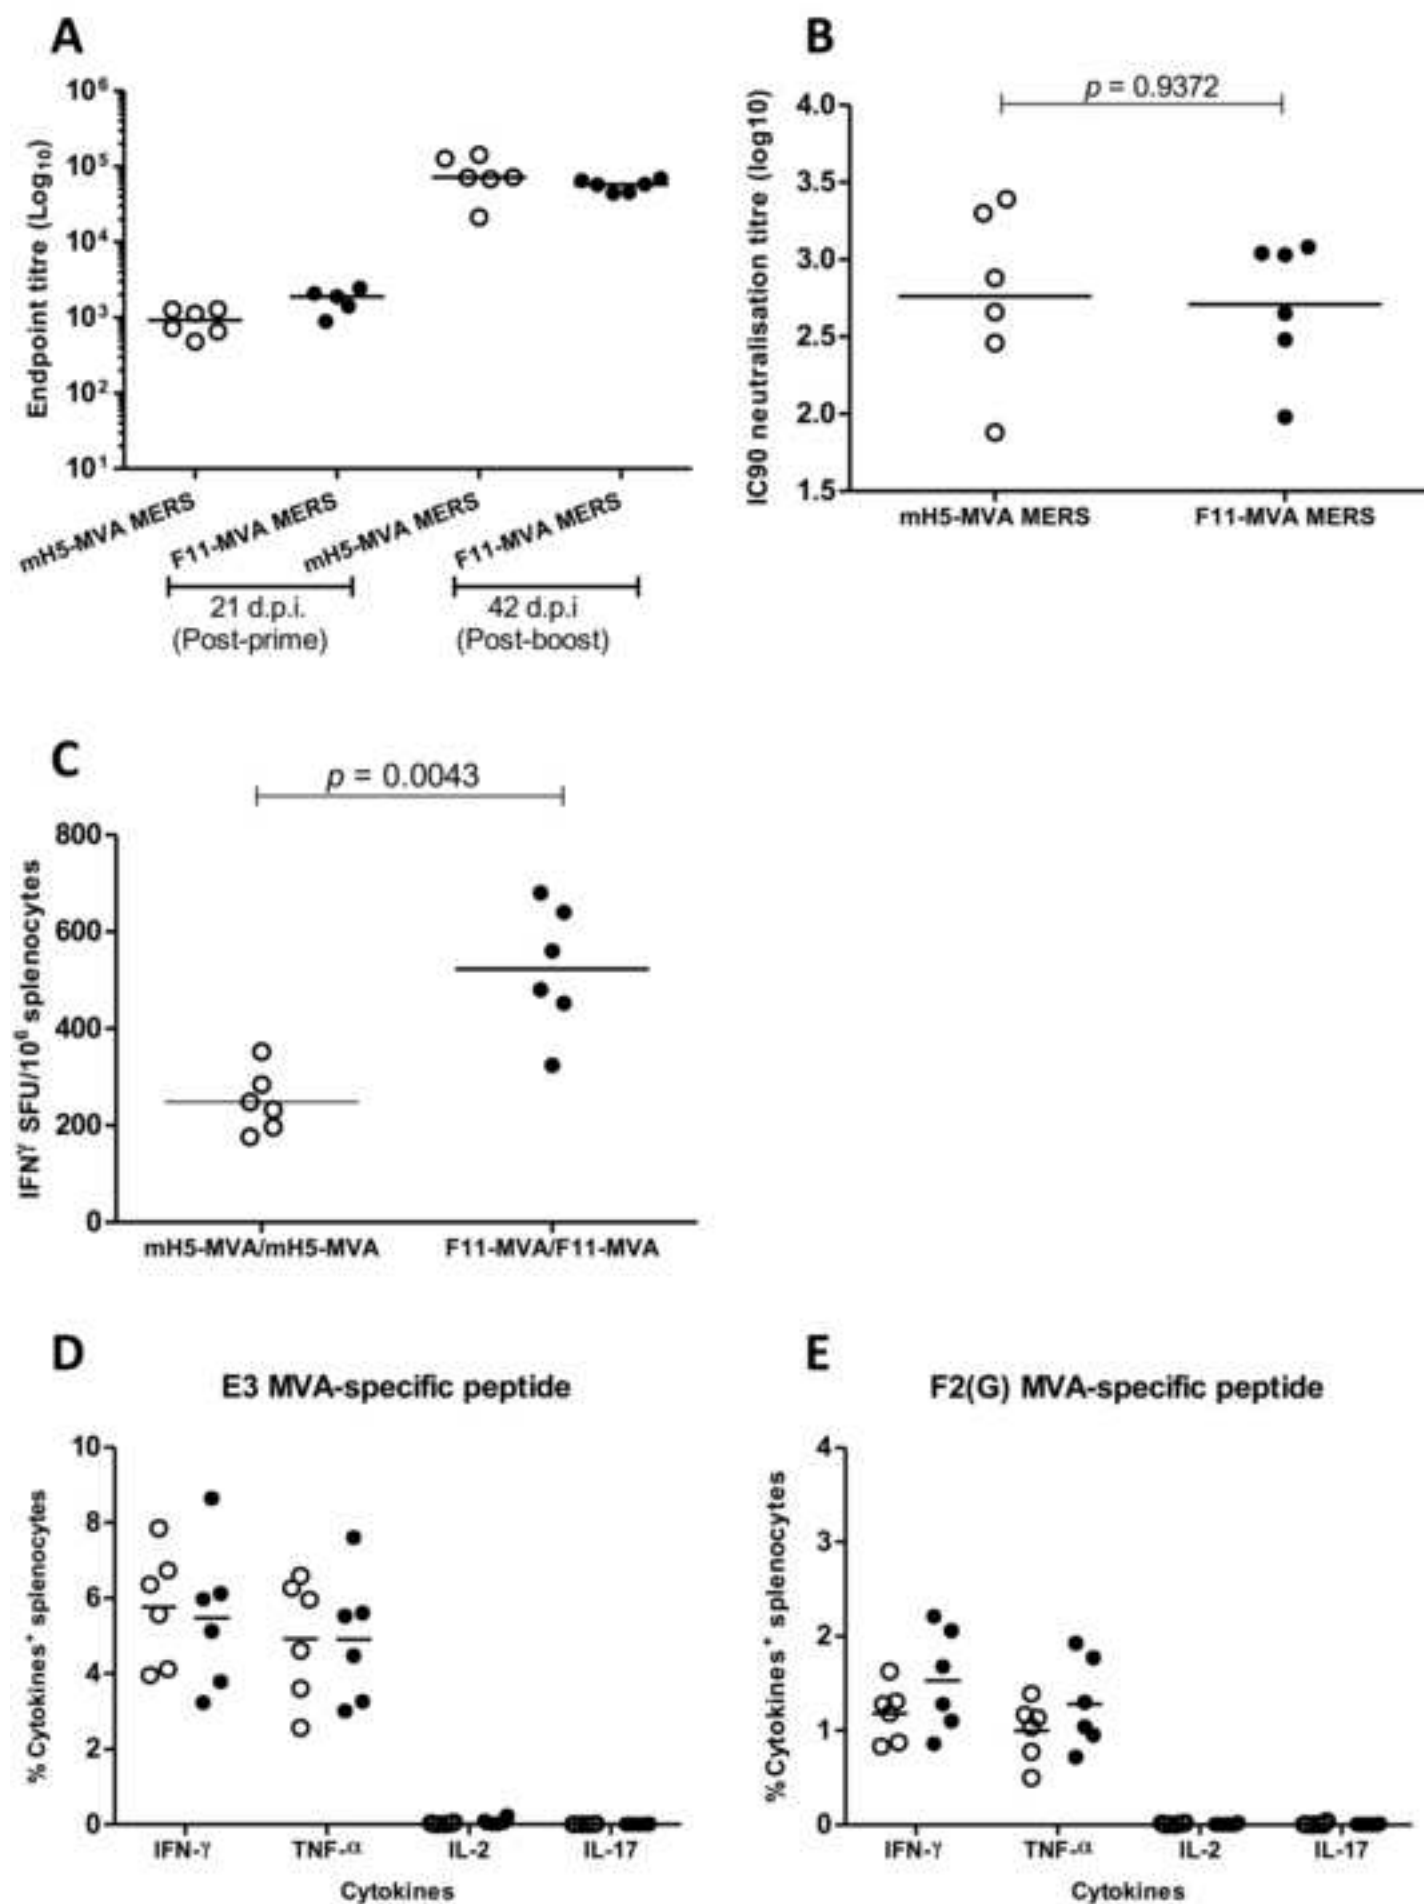 A
Endpoint titre (Log₁₀)
10⁶
10⁵
10⁴
10³
10²
10¹
mH5-MVA MERS
F11-MVA MERS
mH5-MVA MERS
F11-MVA MERS
21 d.p.i.
(Post-prime)
42 d.p.i
(Post-boost)
B
p = 0.9372
IC90 neutralisation titre (log10)
4.0
3.5
3.0
2.5
2.0
1.5
mH5-MVA MERS
F11-MVA MERS
C
p = 0.0043
IFNγ SFU/10⁶ splenocytes
800
600
400
200
0
mH5-MVA/mH5-MVA
F11-MVA/F11-MVA
D
E3 MVA-specific peptide
% Cytokines⁺ splenocytes
10
8
6
4
2
0
IFN-γ
TNF-α
IL-2
IL-17
Cytokines
E
F2(G) MVA-specific peptide
%Cytokines⁺ splenocytes
4
3
2
1
0
IFN-γ
TNF-α
IL-2
IL-17
Cytokines